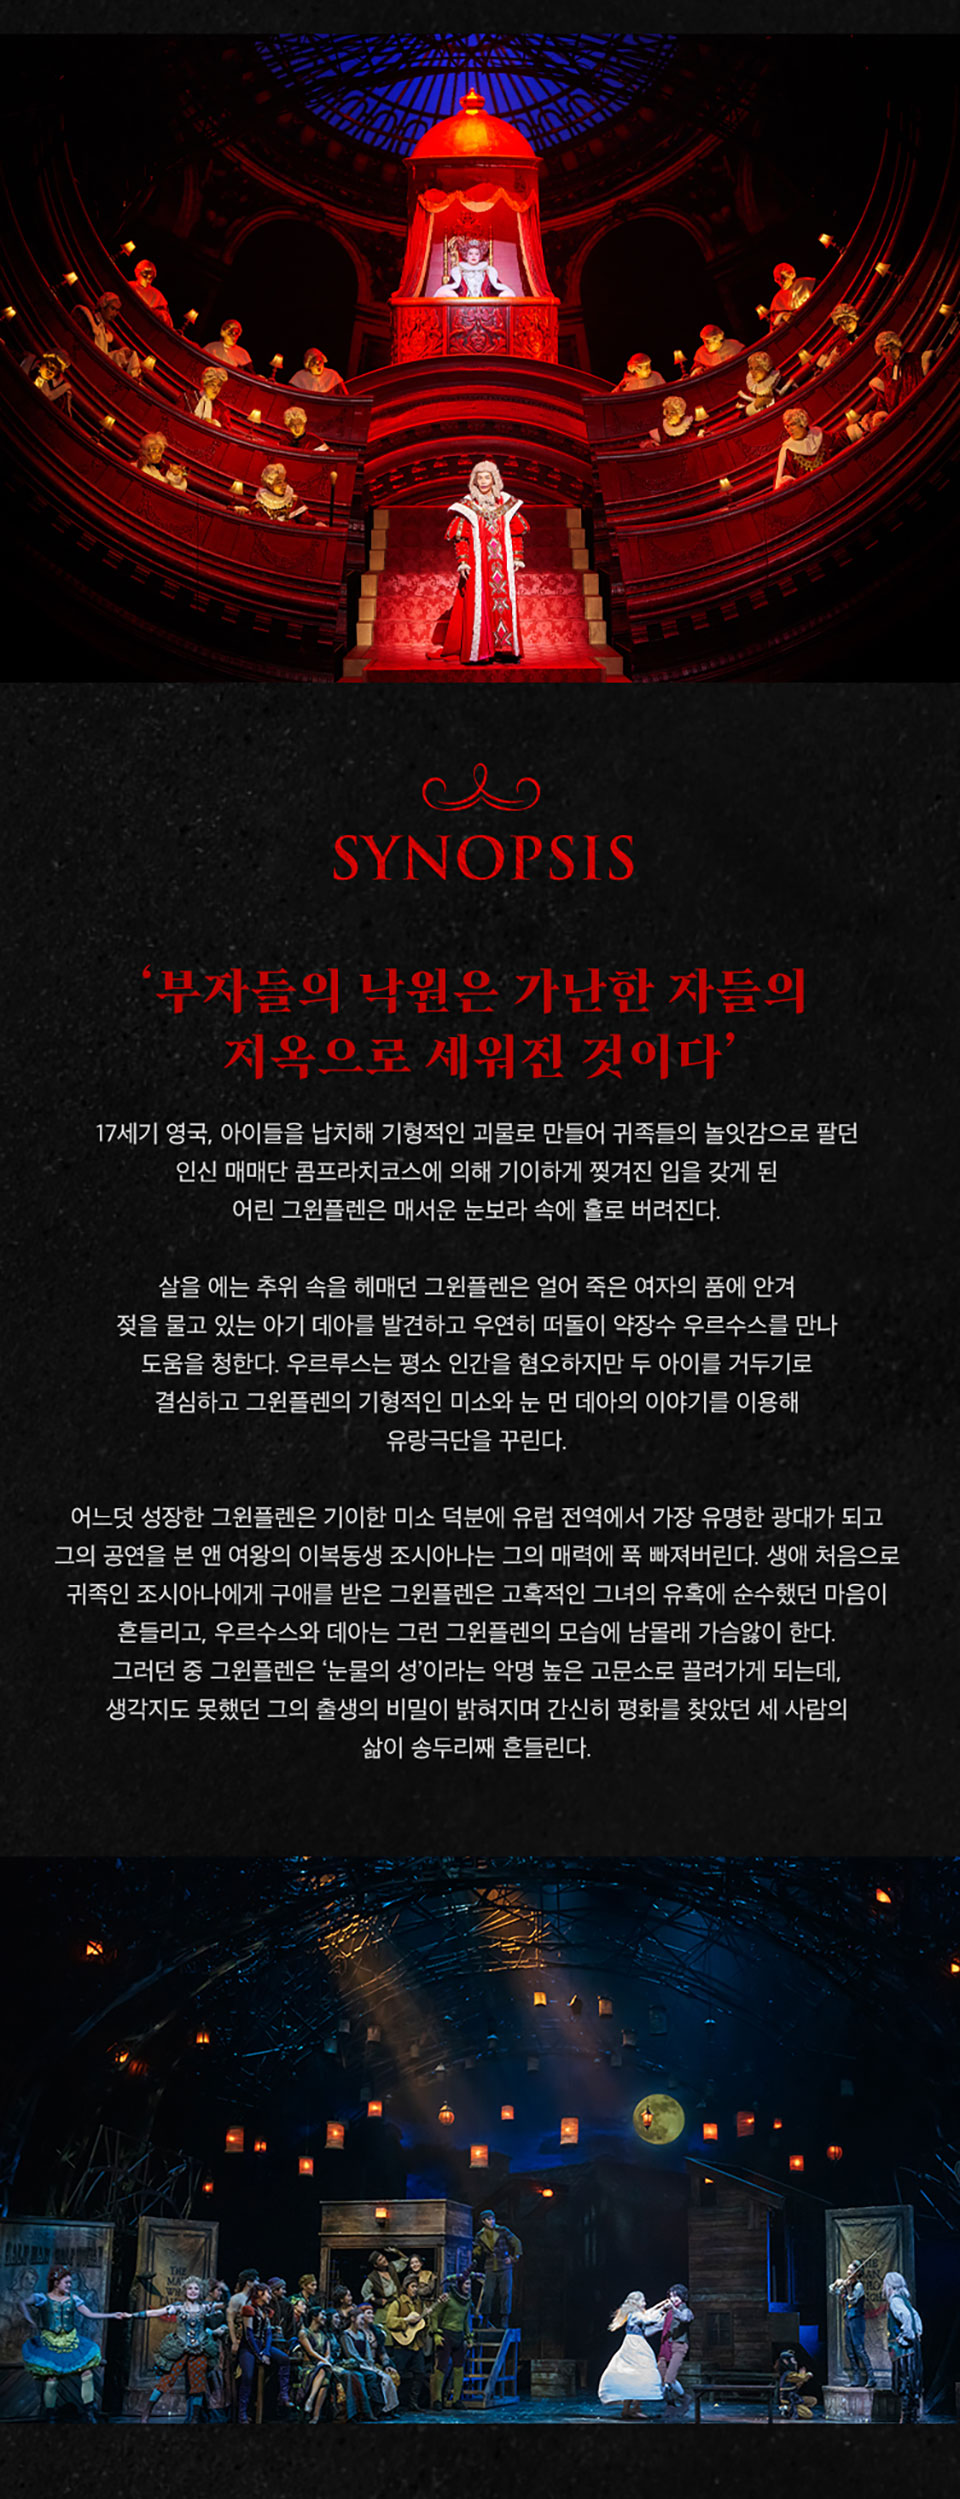 SYNOPSIS
‘부자들의 낙원은 가난한 자들의
지옥으로 세워진 것이다’
17세기 영국, 아이들을 납치해 기형적인 괴물로 만들어 귀족들의 놀잇감으로 팔던
인신 매매단 콤프라치코스에 의해 기이하게 찢겨진 입을 갖게 된
어린 그윈플렌은 매서운 눈보라 속에 홀로 버려진다.
살을 에는 추위 속을 헤매던 그윈플렌은 얼어 죽은 여자의 품에 안겨
젖을 물고 있는 아기 데아를 발견하고 우연히 떠돌이 약장수 우르수스를 만나
도움을 청한다. 우르루스는 평소 인간을 혐오하지만 두 아이를 거두기로
결심하고 그윈플렌의 기형적인 미소와 눈 먼 데아의 이야기를 이용해
유랑극단을 꾸린다.
어느덧 성장한 그윈플렌은 기이한 미소 덕분에 유럽 전역에서 가장 유명한 광대가 되고
그의 공연을 본 앤 여왕의 이복동생 조시아나는 그의 매력에 푹 빠져버린다. 생애 처음으로
귀족인 조시아나에게 구애를 받은 그윈플렌은 고혹적인 그녀의 유혹에 순수했던 마음이
흔들리고, 우르수스와 데아는 그런 그윈플렌의 모습에 남몰래 가슴앓이 한다.
그러던 중 그윈플렌은 ‘눈물의 성’이라는 악명 높은 고문소로 끌려가게 되는데,
생각지도 못했던 그의 출생의 비밀이 밝혀지며 간신히 평화를 찾았던 세 사람의
삶이 송두리째 흔들린다.